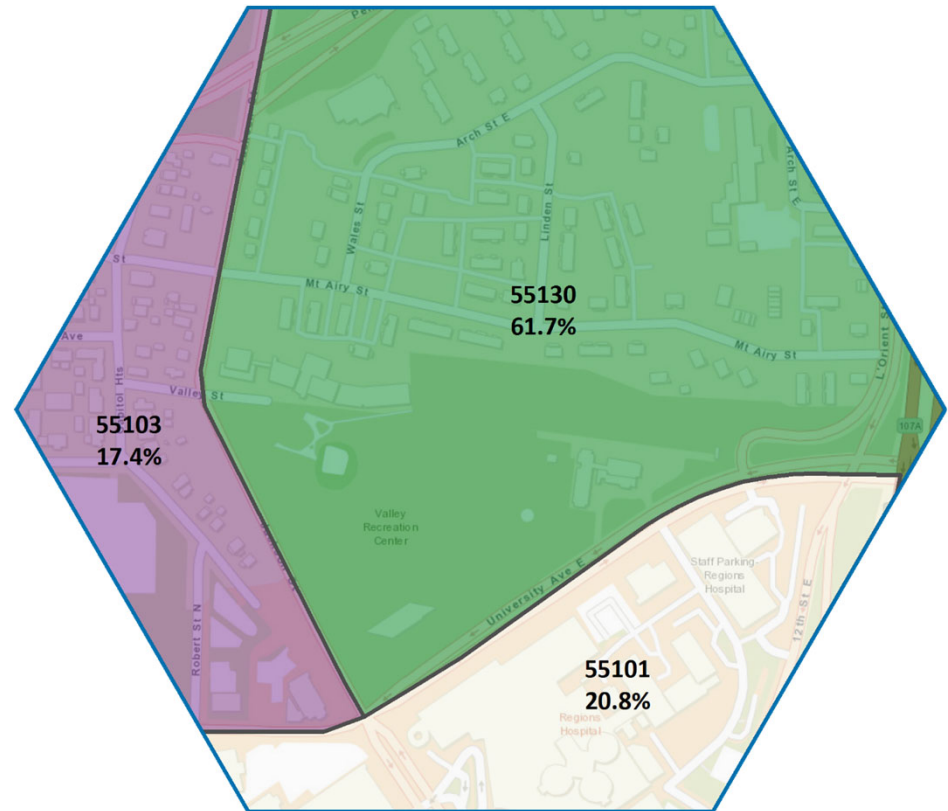 Arch St E
Arch St E
Wales St
Linden St
St
Mt Airy St
55130
61.7%
L'Orient S
Ave
Mt Airy St
Valley St
55103
17.4%
107A
Valley
Recreation
Center
Staff Parking-
Regions
Hospital
University Ave E
12th St E
Robert St N
55101
20.8%
Regions
Hospital